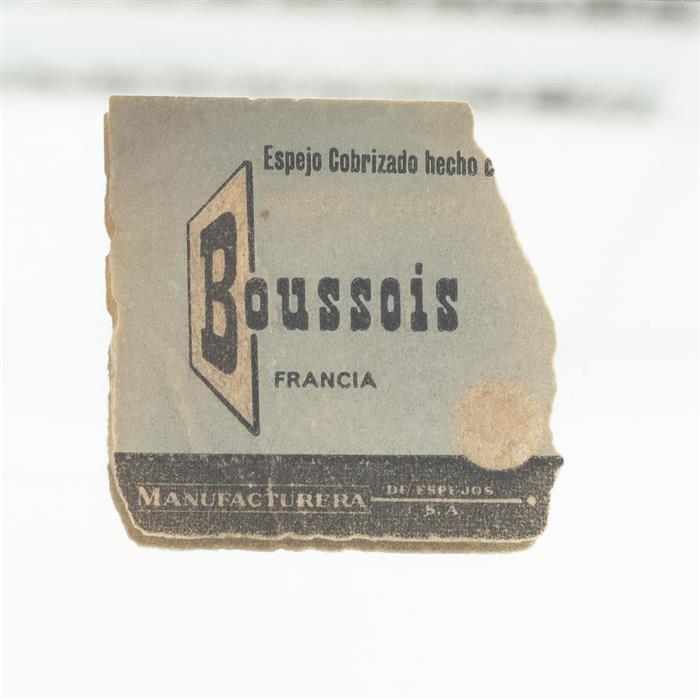 Espejo Cobrizado hecho c
Boussois
FRANCIA
MANUFACTURERA DE ESPEJOS
S. A